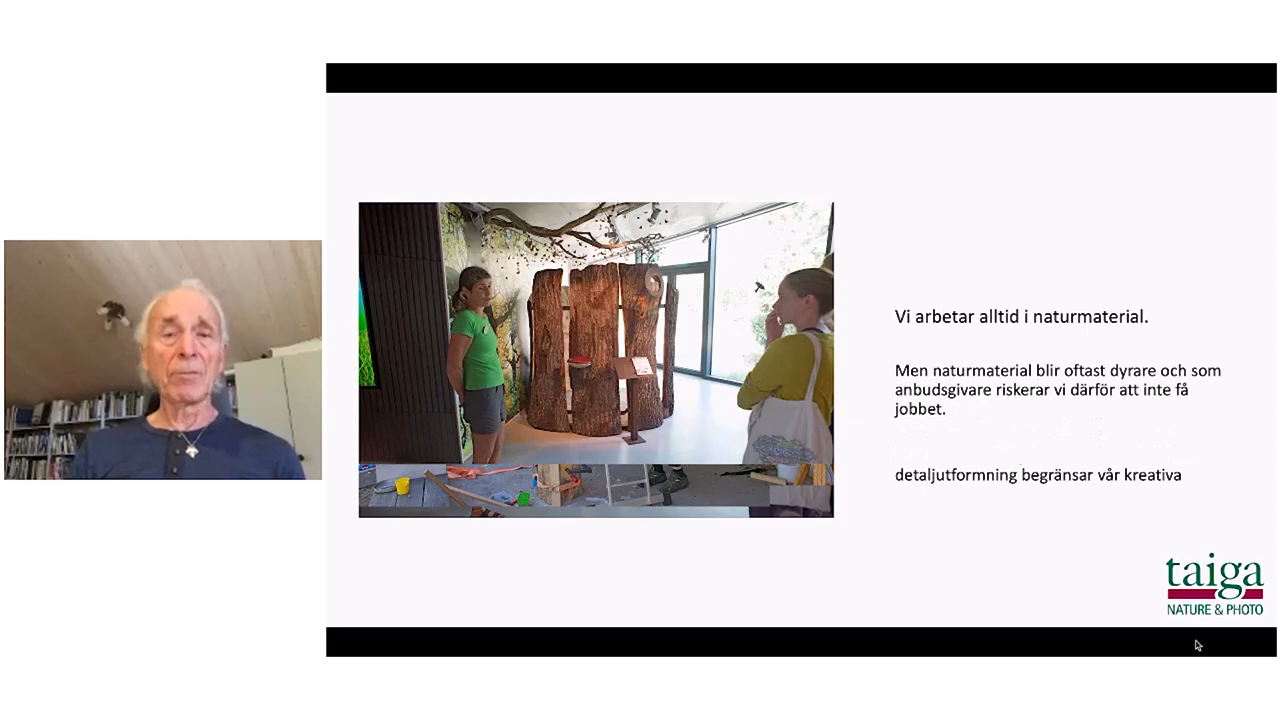 Vi arbetar alltid i naturmaterial.
Men naturmaterial blir oftast dyrare och som
anbudsgivare riskerar vi därför att inte få
jobbet.
detaljutformning begränsar vår kreativa
taiga
NATURE & PHOTO